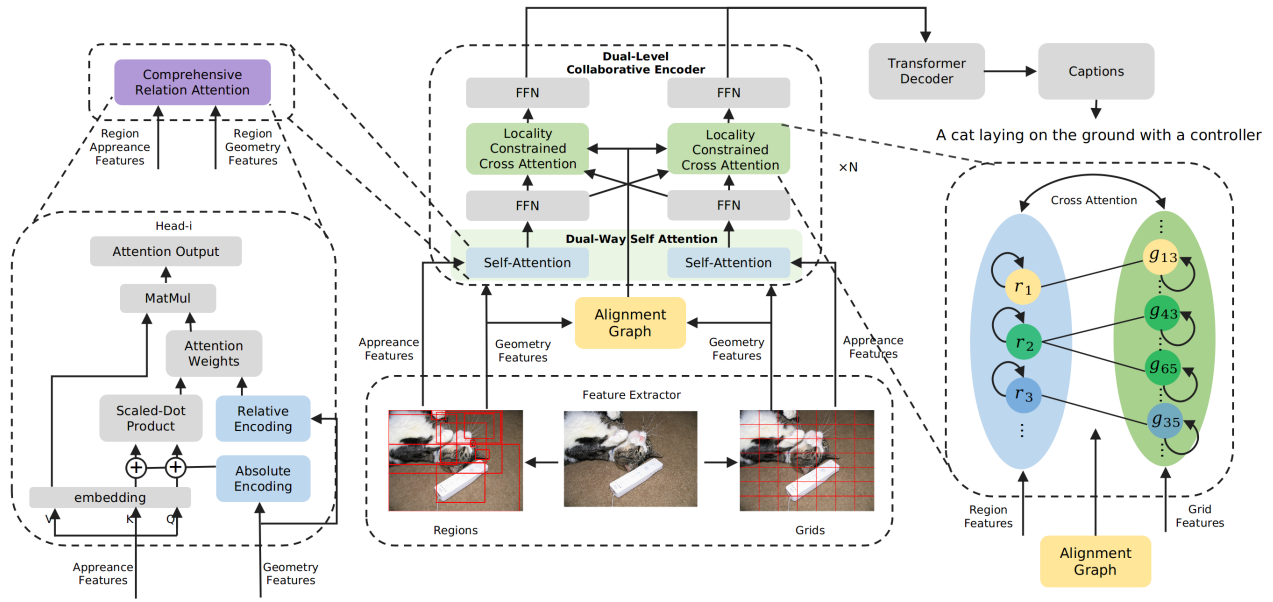 Comprehensive
Relation Attention
Region
Appreance
Features
Region
Geometry
Features
Head-i
Attention Output
MatMul
Attention
Weights
Scaled-Dot
Product
Relative
Encoding
Absolute
Encoding
embedding
V
K
Q
Appreance
Features
Geometry
Features
Dual-Level
Collaborative Encoder
FFN
FFN
Locality
Constrained
Cross Attention
Locality
Constrained
Cross Attention
×N
FFN
FFN
Dual-Way Self Attention
Self-Attention
Self-Attention
Alignment
Graph
Appreance
Features
Geometry
Features
Geometry
Features
Appreance
Features
Feature Extractor
Regions
Grids
Transformer
Decoder
Captions
A cat laying on the ground with a controller
Cross Attention
r1
r2
r3
g13
g43
g65
g35
Region
Features
Grid
Features
Alignment
Graph